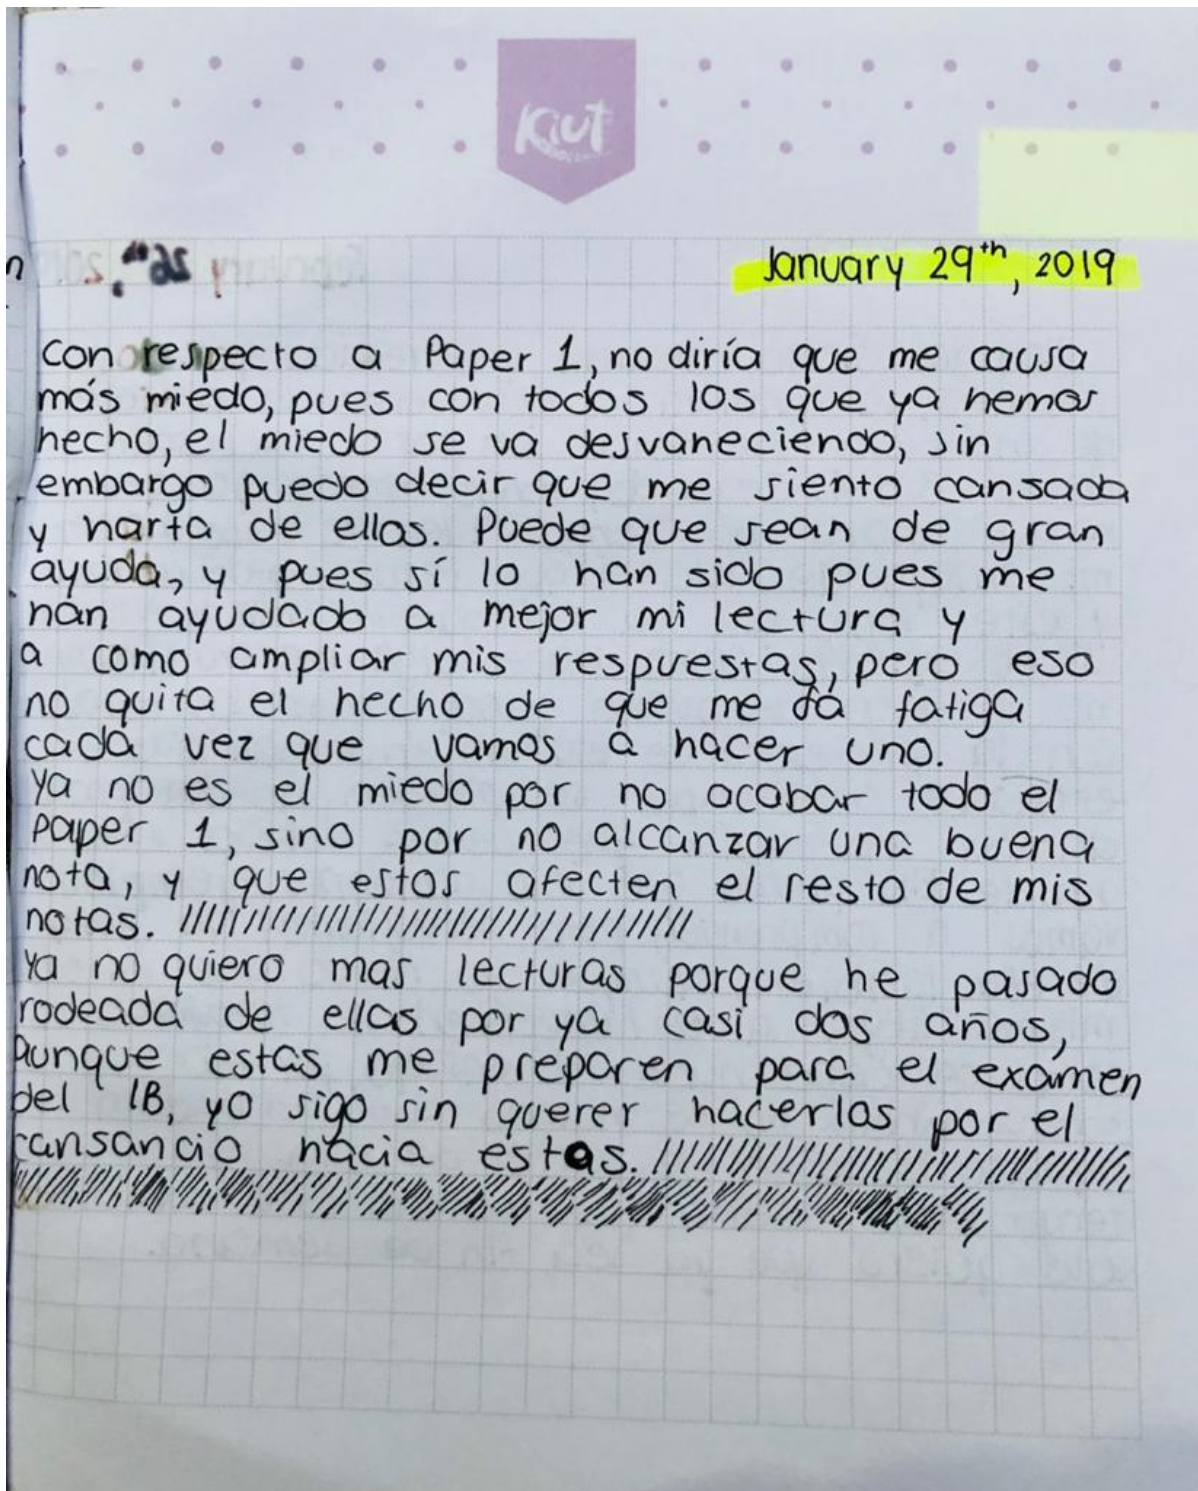 Kiut
January 29th, 2019
Con respecto a Paper 1, no diría que me causa
más miedo, pues con todos los que ya hemos
hecho, el miedo se va desvaneciendo, sin
embargo puedo decir que me siento cansada
y harta de ellos. Puede que sean de gran
ayuda, y pues sí lo han sido pues me
han ayudado a mejor mi lectura y
a como ampliar mis respuestas, pero eso
no quita el hecho de que me da fatiga
cada vez que vamos a hacer uno.
Ya no es el miedo por no acabar todo el
Paper 1, sino por no alcanzar una buena
nota, y que estos afecten el resto de mis
notas.
Ya no quiero mas lecturas porque he pasado
rodeada de ellas por ya casi dos años,
Aunque estas me preparen para el examen
del IB, yo sigo sin querer hacerlos por el
cansancio hacia estas.